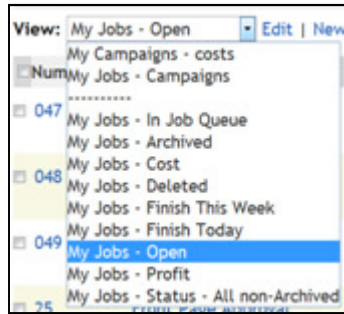 View: My Jobs - Open Edit | New
My Campaigns - costs
Num My Jobs - Campaigns
----------
047 My Jobs - In Job Queue
My Jobs - Archived
My Jobs - Cost
048 My Jobs - Deleted
My Jobs - Finish This Week
My Jobs - Finish Today
049 My Jobs - Open
My Jobs - Profit
My Jobs - Status - All non-Archived
25